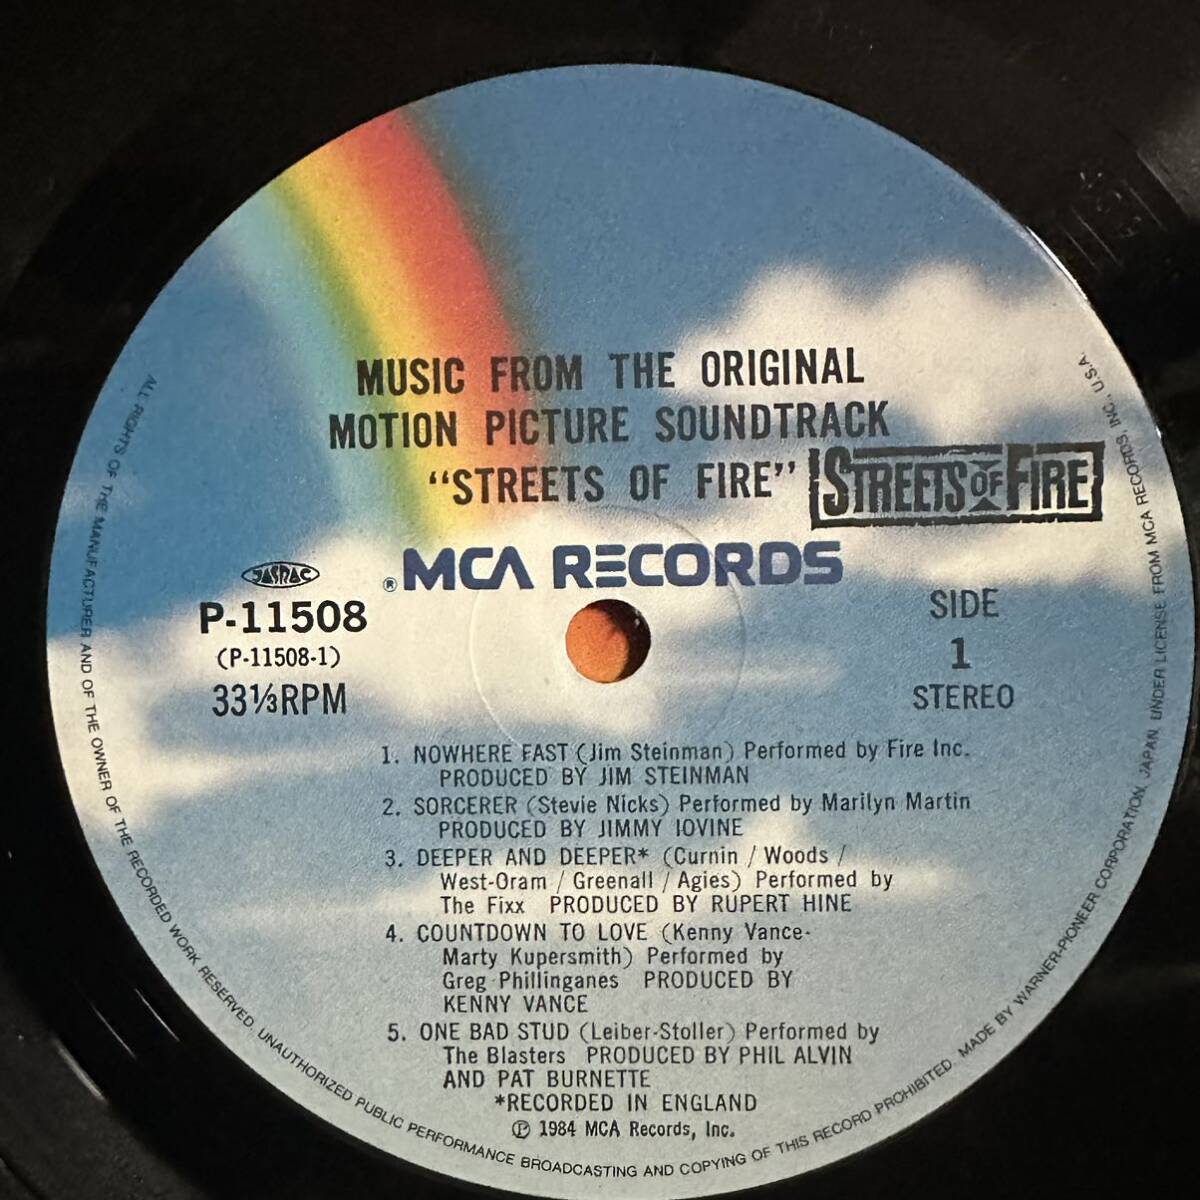 MUSIC FROM THE ORIGINAL
MOTION PICTURE SOUNDTRACK
“STREETS OF FIRE”
STREETS OF FIRE
® MCA RECORDS
JASRAC
P-11508
(P-11508-1)
33⅓RPM
SIDE
1
STEREO
1. NOWHERE FAST (Jim Steinman) Performed by Fire Inc.
PRODUCED BY JIM STEINMAN
2. SORCERER (Stevie Nicks) Performed by Marilyn Martin
PRODUCED BY JIMMY IOVINE
3. DEEPER AND DEEPER* (Curnin / Woods /
West-Oram / Greenall / Agies) Performed by
The Fixx PRODUCED BY RUPERT HINE
4. COUNTDOWN TO LOVE (Kenny Vance-
Marty Kupersmith) Performed by
Greg Phillinganes PRODUCED BY
KENNY VANCE
5. ONE BAD STUD (Leiber-Stoller) Performed by
The Blasters PRODUCED BY PHIL ALVIN
AND PAT BURNETTE
*RECORDED IN ENGLAND
Ⓟ 1984 MCA Records, Inc.
ALL RIGHTS OF THE MANUFACTURER AND OF THE OWNER OF THE RECORDED WORK RESERVED. UNAUTHORIZED PUBLIC PERFORMANCE BROADCASTING AND COPYING OF THIS RECORD PROHIBITED. MADE BY WARNER-PIONEER CORPORATION, JAPAN. UNDER LICENSE FROM MCA RECORDS, INC., U.S.A.